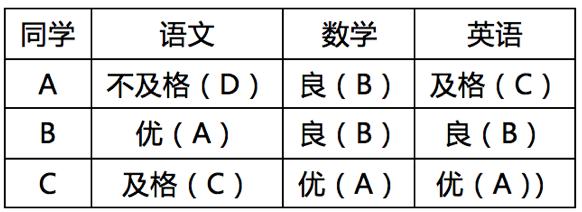 同学 语文 数学 英语
A 不及格（D） 良（B） 及格（C）
B 优（A） 良（B） 良（B）
C 及格（C） 优（A） 优（A））